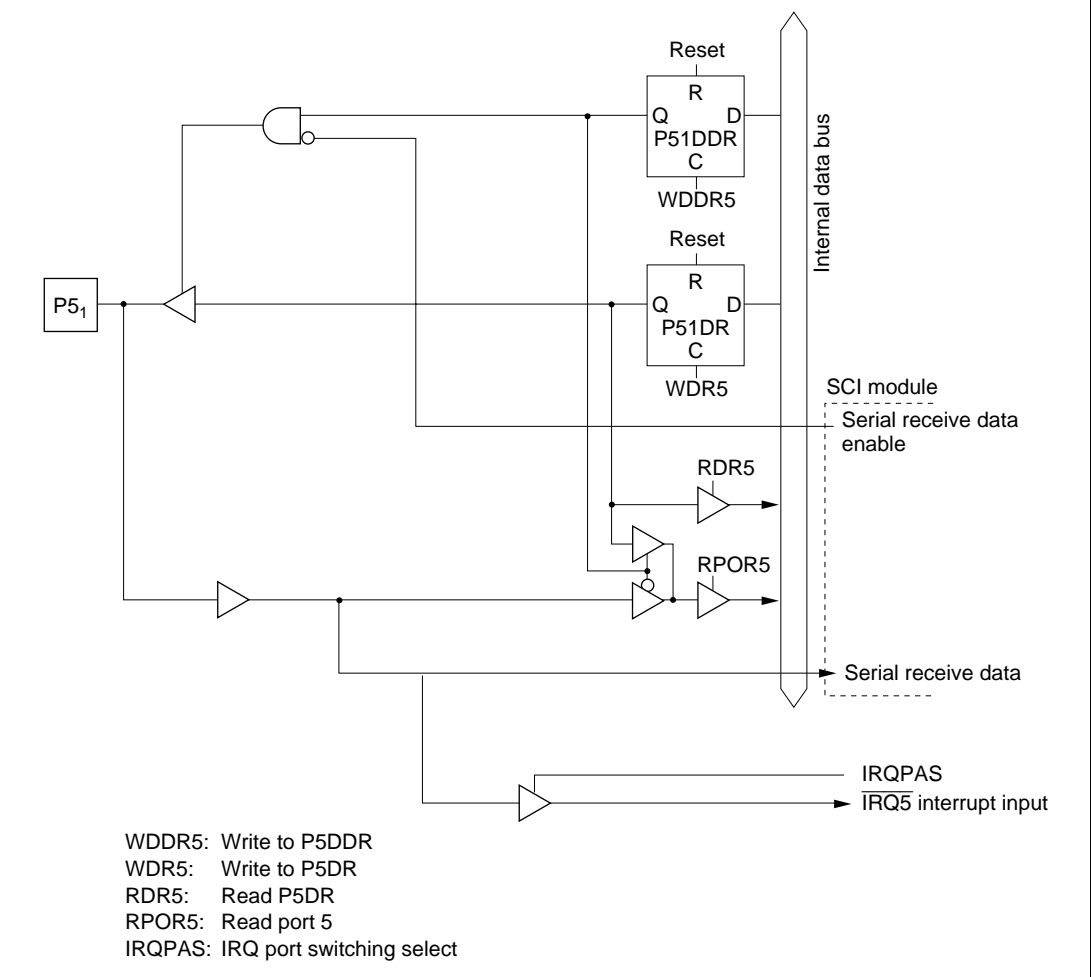 Reset
R
Q D
P51DDR
C
WDDR5
Internal data bus
Reset
R
P5₁
Q D
P51DR
C
WDR5
SCI module
Serial receive data
enable
RDR5
RPOR5
Serial receive data
IRQPAS
I̅R̅Q̅5̅ interrupt input
WDDR5: Write to P5DDR
WDR5: Write to P5DR
RDR5: Read P5DR
RPOR5: Read port 5
IRQPAS: IRQ port switching select